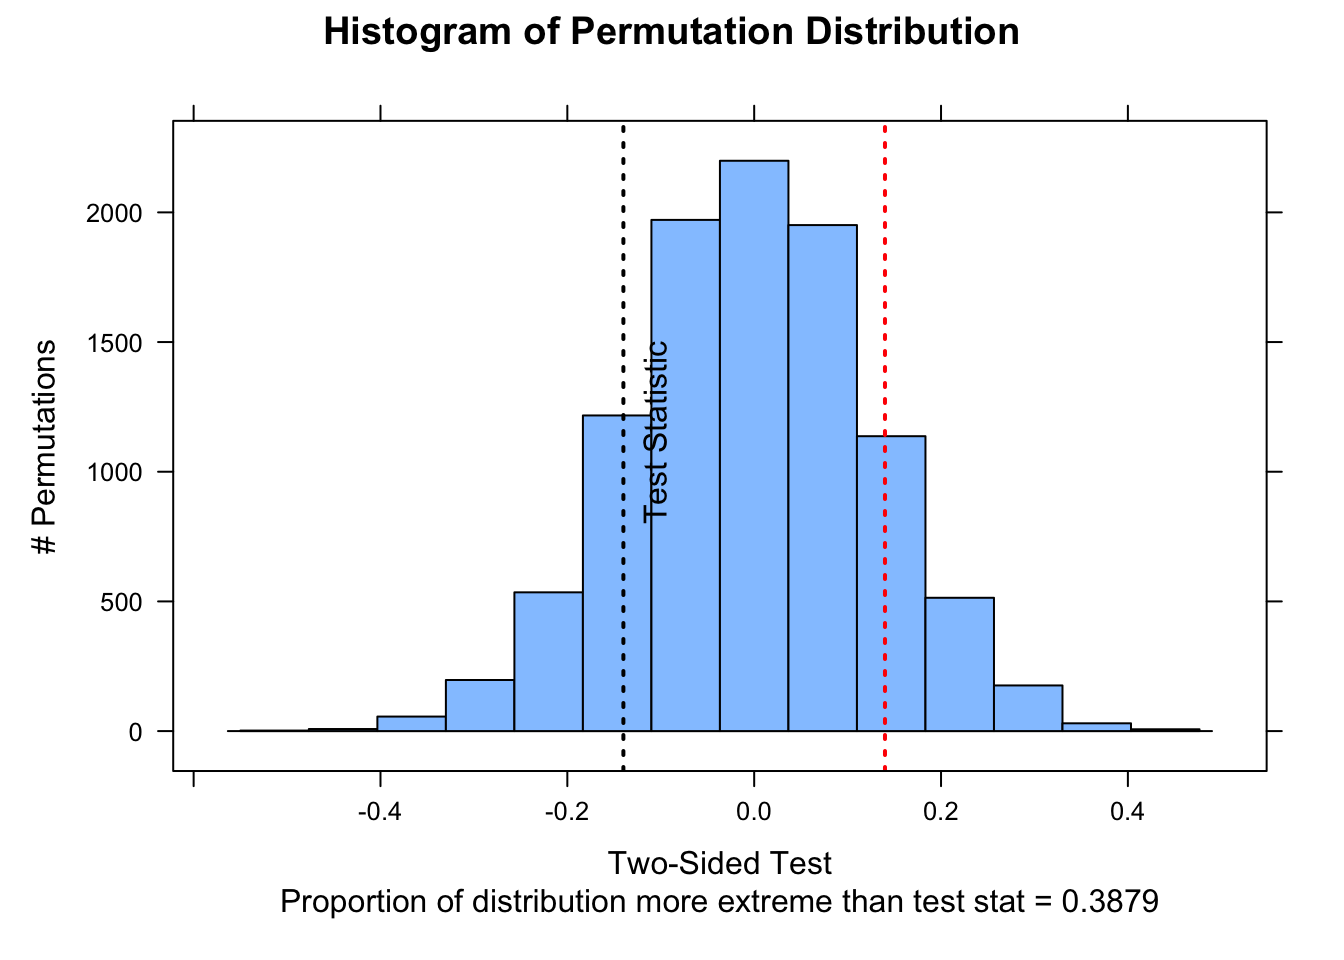 Histogram of Permutation Distribution
# Permutations
2000
1500
1000
500
0
Test Statistic
-0.4 -0.2 0.0 0.2 0.4
Two-Sided Test
Proportion of distribution more extreme than test stat = 0.3879